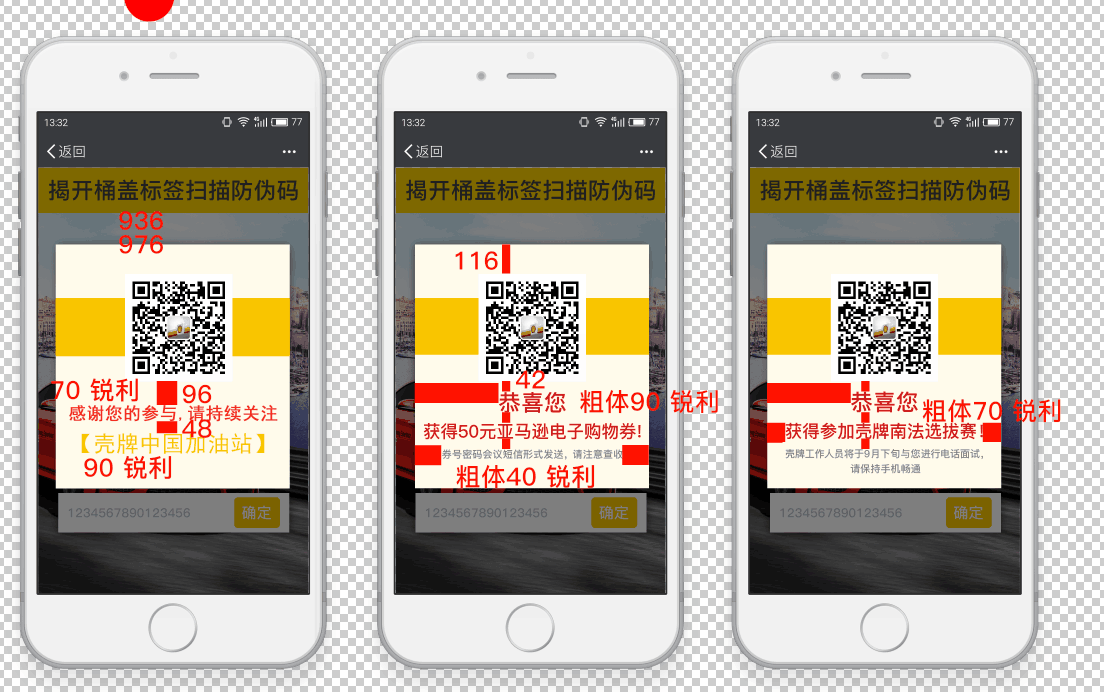 13:32
77
返回
揭开桶盖标签扫描防伪码
936
976
70 锐利
96
感谢您的参与, 请持续关注
48
【壳牌中国加油站】
90 锐利
1234567890123456
确定
13:32
77
返回
揭开桶盖标签扫描防伪码
116
42
恭喜您
粗体90 锐利
获得50元亚马逊电子购物券!
券号密码会议短信形式发送，请注意查收
粗体40 锐利
1234567890123456
确定
13:32
77
返回
揭开桶盖标签扫描防伪码
恭喜您
粗体70 锐利
获得参加壳牌南法选拔赛!
壳牌工作人员将于9月下旬与您进行电话面试，
请保持手机畅通
1234567890123456
确定